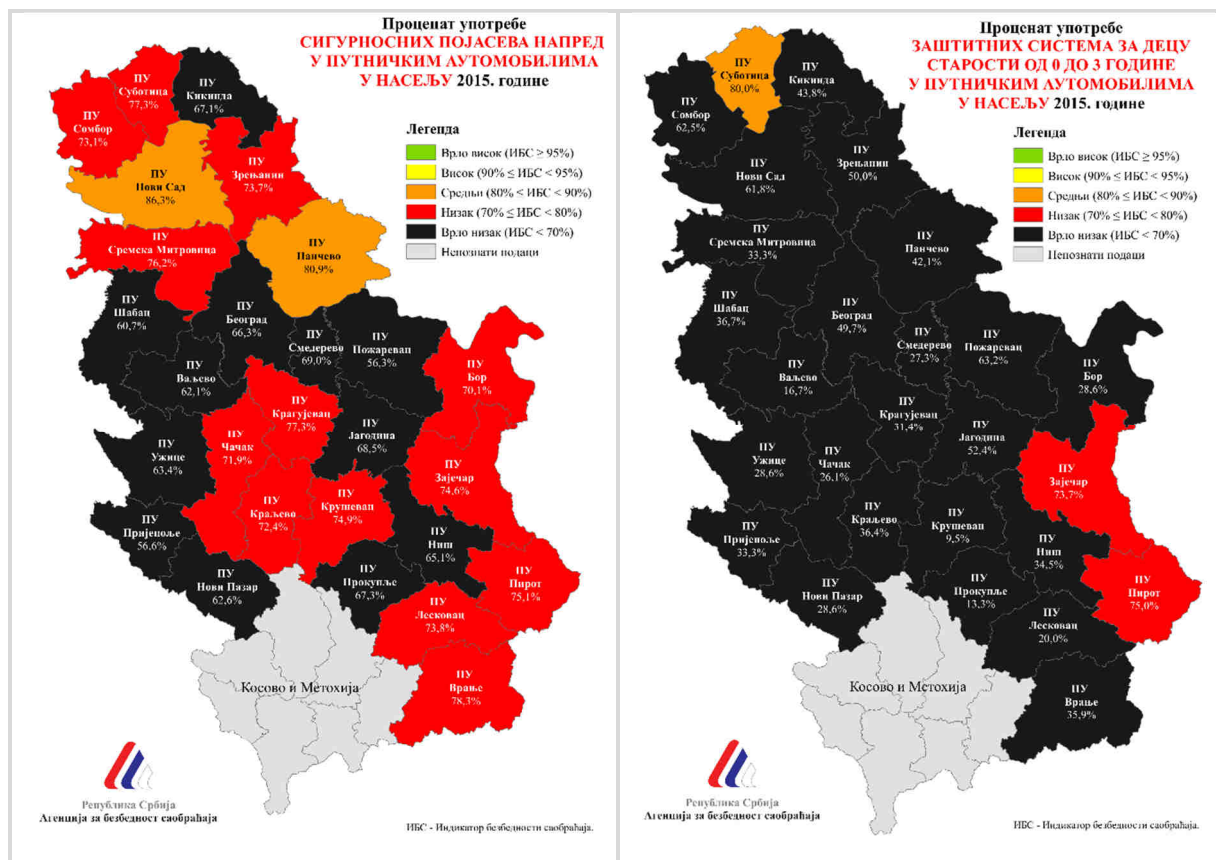 Проценат употребе
СИГУРНОСНИХ ПОЈАСЕВА НАПРЕД
У ПУТНИЧКИМ АУТОМОБИЛИМА
У НАСЕЉУ 2015. године
Легенда
Врло висок (ИБС ≥ 95%)
Висок (90% ≤ ИБС < 95%)
Средњи (80% ≤ ИБС < 90%)
Низак (70% ≤ ИБС < 80%)
Врло низак (ИБС < 70%)
Непознати подаци
ПУ
Суботица
77,3%
ПУ
Кикинда
67,1%
ПУ
Сомбор
73,1%
ПУ
Нови Сад
86,3%
ПУ
Зрењанин
73,7%
ПУ
Сремска Митровица
76,2%
ПУ
Панчево
80,9%
ПУ
Шабац
60,7%
ПУ
Београд
66,3%
ПУ
Смедерево
69,0%
ПУ
Пожаревац
56,3%
ПУ
Бор
70,1%
ПУ
Ваљево
62,1%
ПУ
Крагујевац
77,3%
ПУ
Јагодина
68,5%
ПУ
Ужице
63,4%
ПУ
Чачак
71,9%
ПУ
Зајечар
74,6%
ПУ
Краљево
72,4%
ПУ
Крушевац
74,9%
ПУ
Пријепоље
56,6%
ПУ
Ниш
65,1%
ПУ
Нови Пазар
62,6%
ПУ
Прокупље
67,3%
ПУ
Пирот
75,1%
ПУ
Лесковац
73,8%
ПУ
Врање
78,3%
Косово и Метохија
Република Србија
Агенција за безбедност саобраћаја
ИБС - Индикатор безбедности саобраћаја.
Проценат употребе
ЗАШТИТНИХ СИСТЕМА ЗА ДЕЦУ
СТАРОСТИ ОД 0 ДО 3 ГОДИНЕ
У ПУТНИЧКИМ АУТОМОБИЛИМА
У НАСЕЉУ 2015. године
Легенда
Врло висок (ИБС ≥ 95%)
Висок (90% ≤ ИБС < 95%)
Средњи (80% ≤ ИБС < 90%)
Низак (70% ≤ ИБС < 80%)
Врло низак (ИБС < 70%)
Непознати подаци
ПУ
Суботица
80,0%
ПУ
Кикинда
43,8%
ПУ
Сомбор
62,5%
ПУ
Нови Сад
61,8%
ПУ
Зрењанин
50,0%
ПУ
Сремска Митровица
33,3%
ПУ
Панчево
42,1%
ПУ
Шабац
36,7%
ПУ
Београд
49,7%
ПУ
Смедерево
27,3%
ПУ
Пожаревац
63,2%
ПУ
Бор
28,6%
ПУ
Ваљево
16,7%
ПУ
Крагујевац
31,4%
ПУ
Јагодина
52,4%
ПУ
Ужице
28,6%
ПУ
Чачак
26,1%
ПУ
Зајечар
73,7%
ПУ
Краљево
36,4%
ПУ
Крушевац
9,5%
ПУ
Пријепоље
33,3%
ПУ
Ниш
34,5%
ПУ
Нови Пазар
28,6%
ПУ
Прокупље
13,3%
ПУ
Пирот
75,0%
ПУ
Лесковац
20,0%
ПУ
Врање
35,9%
Косово и Метохија
Република Србија
Агенција за безбедност саобраћаја
ИБС - Индикатор безбедности саобраћаја.